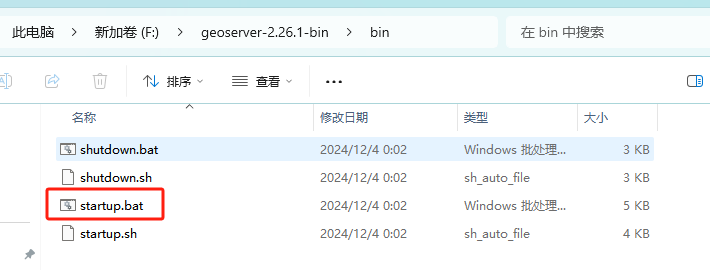 此电脑 > 新加卷 (F:) > geoserver-2.26.1-bin > bin 在 bin 中搜索
排序 查看 ...
名称 修改日期 类型 大小
shutdown.bat 2024/12/4 0:02 Windows 批处理... 3 KB
shutdown.sh 2024/12/4 0:02 sh_auto_file 3 KB
startup.bat 2024/12/4 0:02 Windows 批处理... 5 KB
startup.sh 2024/12/4 0:02 sh_auto_file 4 KB